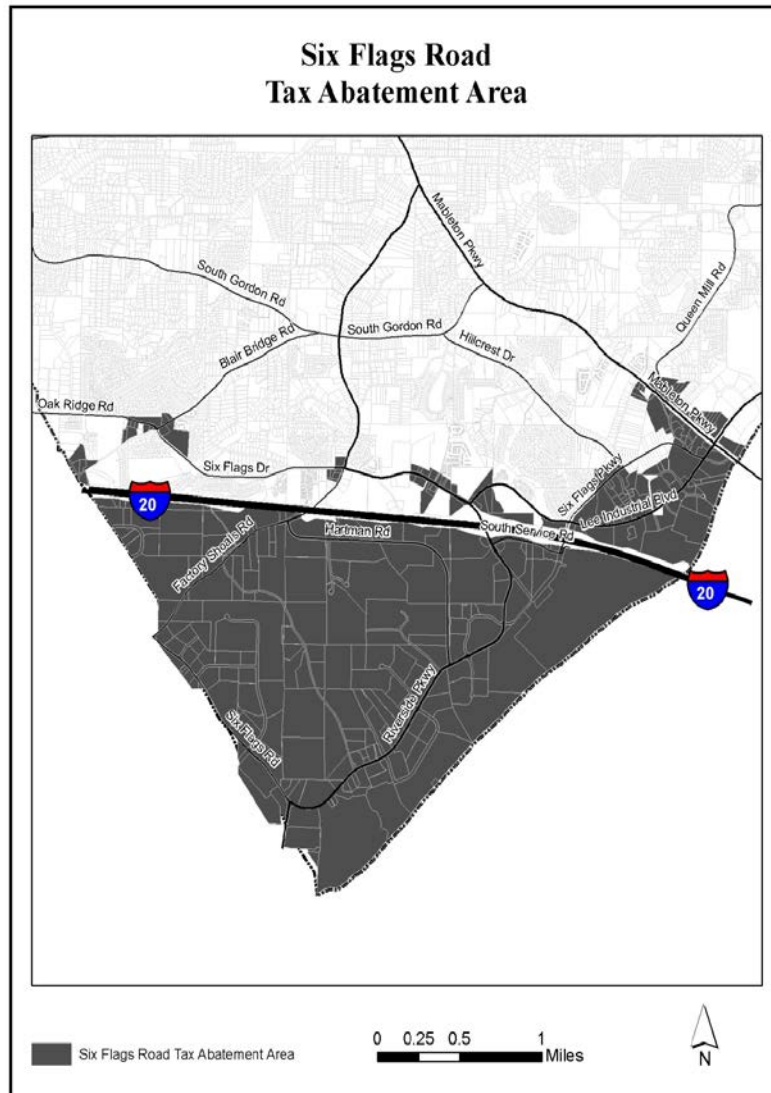 Six Flags Road
Tax Abatement Area
Mableton Pkwy
Queen Mill Rd
South Gordon Rd
South Gordon Rd
Blair Bridge Rd
Hillcrest Dr
Oak Ridge Rd
Mableton Pkwy
Six Flags Dr
Six Flags Pkwy
Lee Industrial Blvd
20
South Service Rd
Hartman Rd
Factory Shoals Rd
20
Riverside Pkwy
Six Flags Rd
Six Flags Road Tax Abatement Area
0 0.25 0.5 1
Miles
N